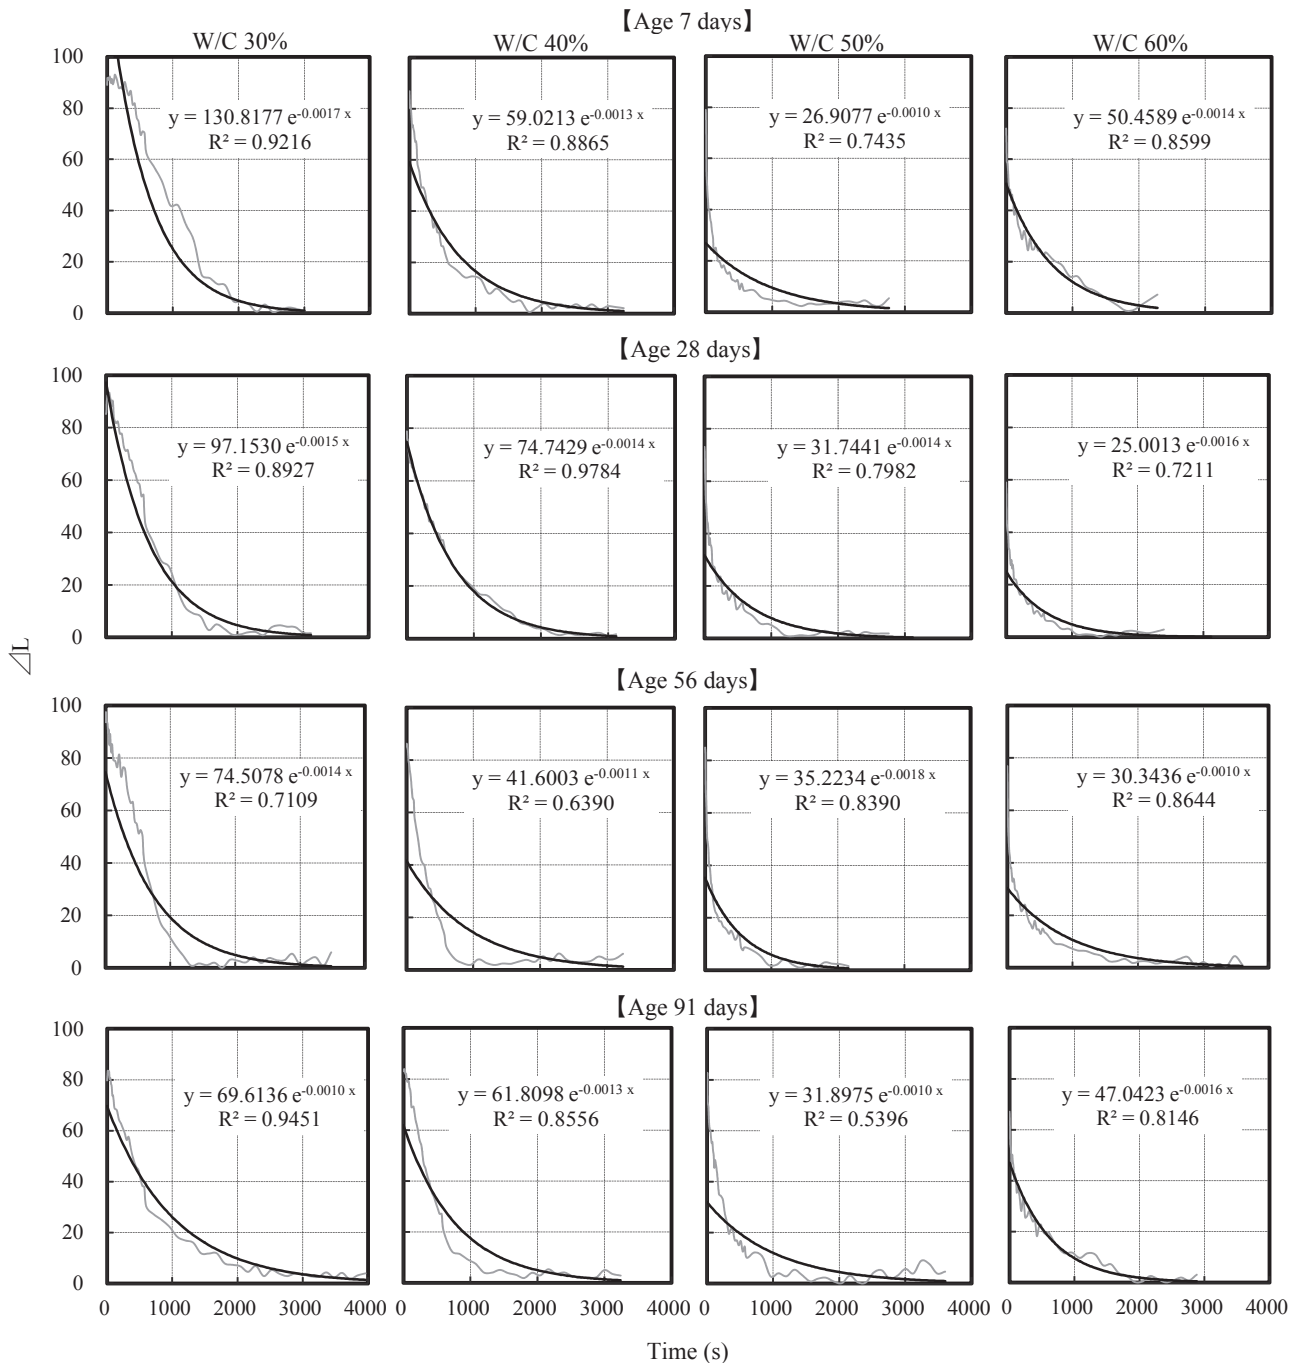 【Age 7 days】
W/C 30%
W/C 40%
W/C 50%
W/C 60%
100
80
60
40
20
0
y = 130.8177 e-0.0017 x
R² = 0.9216
y = 59.0213 e-0.0013 x
R² = 0.8865
y = 26.9077 e-0.0010 x
R² = 0.7435
y = 50.4589 e-0.0014 x
R² = 0.8599
【Age 28 days】
100
80
60
40
20
0
y = 97.1530 e-0.0015 x
R² = 0.8927
y = 74.7429 e-0.0014 x
R² = 0.9784
y = 31.7441 e-0.0014 x
R² = 0.7982
y = 25.0013 e-0.0016 x
R² = 0.7211
⊿L
【Age 56 days】
100
80
60
40
20
0
y = 74.5078 e-0.0014 x
R² = 0.7109
y = 41.6003 e-0.0011 x
R² = 0.6390
y = 35.2234 e-0.0018 x
R² = 0.8390
y = 30.3436 e-0.0010 x
R² = 0.8644
【Age 91 days】
100
80
60
40
20
0
y = 69.6136 e-0.0010 x
R² = 0.9451
y = 61.8098 e-0.0013 x
R² = 0.8556
y = 31.8975 e-0.0010 x
R² = 0.5396
y = 47.0423 e-0.0016 x
R² = 0.8146
0 1000 2000 3000 4000
0 1000 2000 3000 4000
0 1000 2000 3000 4000
0 1000 2000 3000 4000
Time (s)